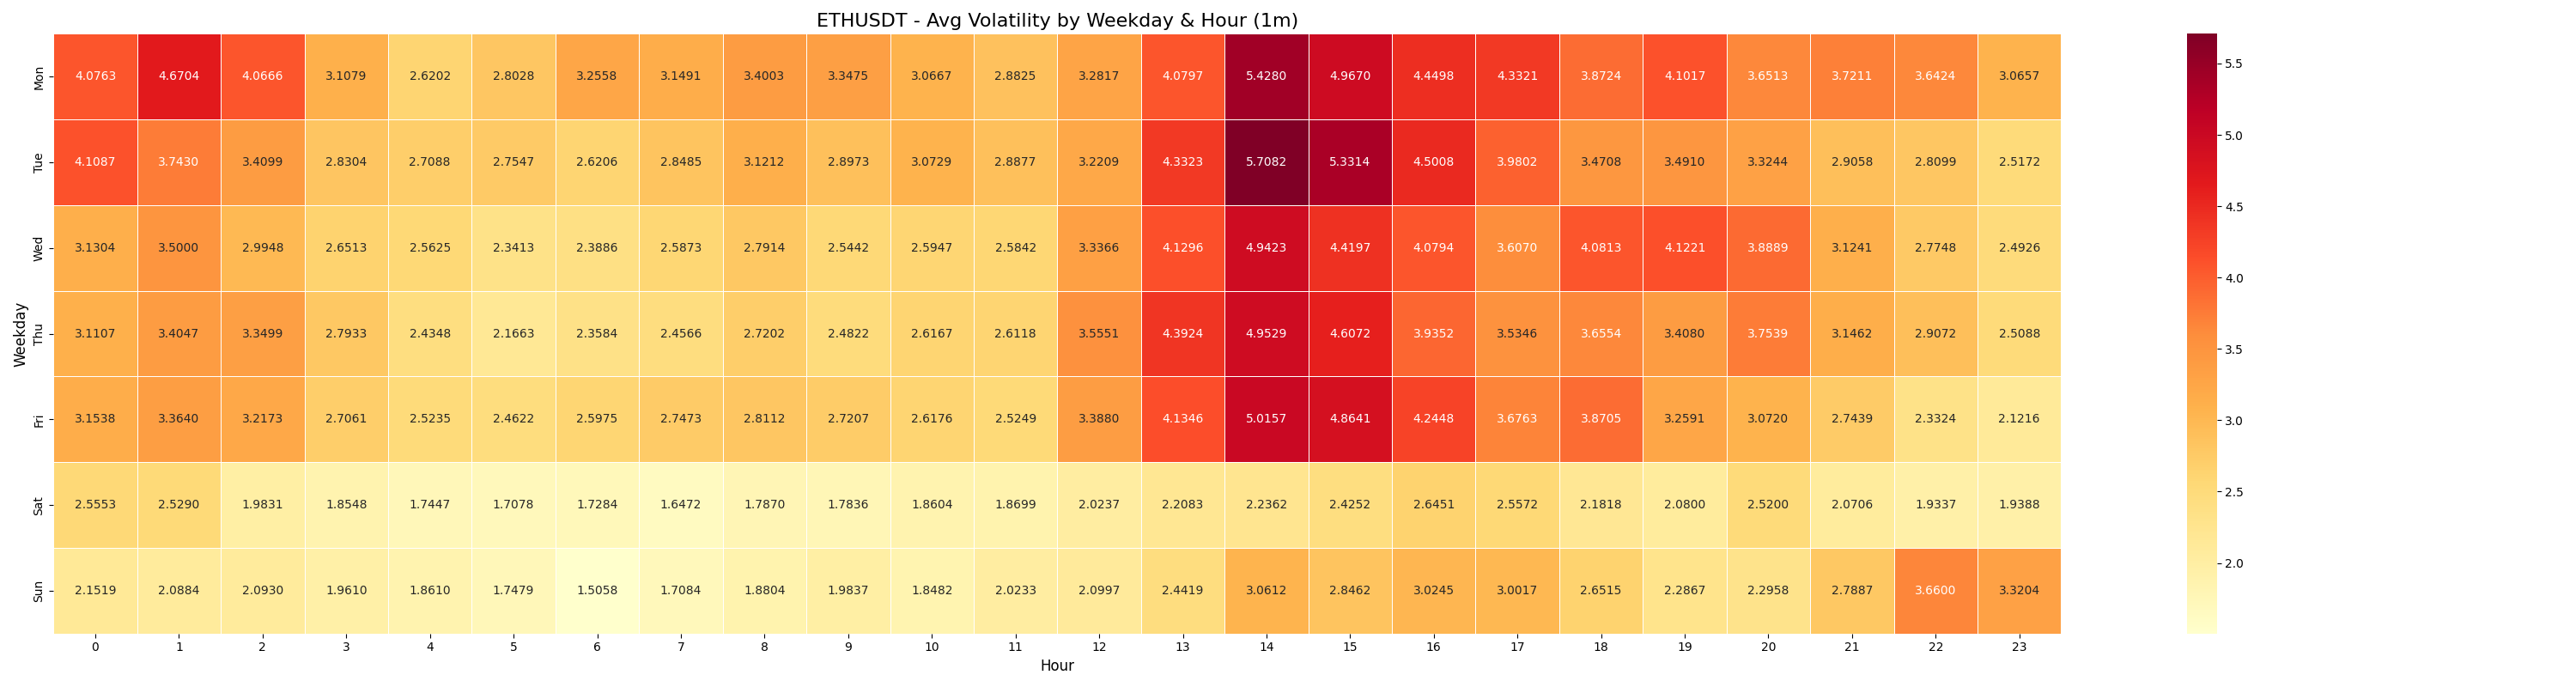 ETHUSDT - Avg Volatility by Weekday & Hour (1m)
Mon 4.0763 4.6704 4.0666 3.1079 2.6202 2.8028 3.2558 3.1491 3.4003 3.3475 3.0667 2.8825 3.2817 4.0797 5.4280 4.9670 4.4498 4.3321 3.8724 4.1017 3.6513 3.7211 3.6424 3.0657
Tue 4.1087 3.7430 3.4099 2.8304 2.7088 2.7547 2.6206 2.8485 3.1212 2.8973 3.0729 2.8877 3.2209 4.3323 5.7082 5.3314 4.5008 3.9802 3.4708 3.4910 3.3244 2.9058 2.8099 2.5172
Wed 3.1304 3.5000 2.9948 2.6513 2.5625 2.3413 2.3886 2.5873 2.7914 2.5442 2.5947 2.5842 3.3366 4.1296 4.9423 4.4197 4.0794 3.6070 4.0813 4.1221 3.8889 3.1241 2.7748 2.4926
Thu 3.1107 3.4047 3.3499 2.7933 2.4348 2.1663 2.3584 2.4566 2.7202 2.4822 2.6167 2.6118 3.5551 4.3924 4.9529 4.6072 3.9352 3.5346 3.6554 3.4080 3.7539 3.1462 2.9072 2.5088
Fri 3.1538 3.3640 3.2173 2.7061 2.5235 2.4622 2.5975 2.7473 2.8112 2.7207 2.6176 2.5249 3.3880 4.1346 5.0157 4.8641 4.2448 3.6763 3.8705 3.2591 3.0720 2.7439 2.3324 2.1216
Sat 2.5553 2.5290 1.9831 1.8548 1.7447 1.7078 1.7284 1.6472 1.7870 1.7836 1.8604 1.8699 2.0237 2.2083 2.2362 2.4252 2.6451 2.5572 2.1818 2.0800 2.5200 2.0706 1.9337 1.9388
Sun 2.1519 2.0884 2.0930 1.9610 1.8610 1.7479 1.5058 1.7084 1.8804 1.9837 1.8482 2.0233 2.0997 2.4419 3.0612 2.8462 3.0245 3.0017 2.6515 2.2867 2.2958 2.7887 3.6600 3.3204
0 1 2 3 4 5 6 7 8 9 10 11 12 13 14 15 16 17 18 19 20 21 22 23
Hour
Weekday
5.5
5.0
4.5
4.0
3.5
3.0
2.5
2.0